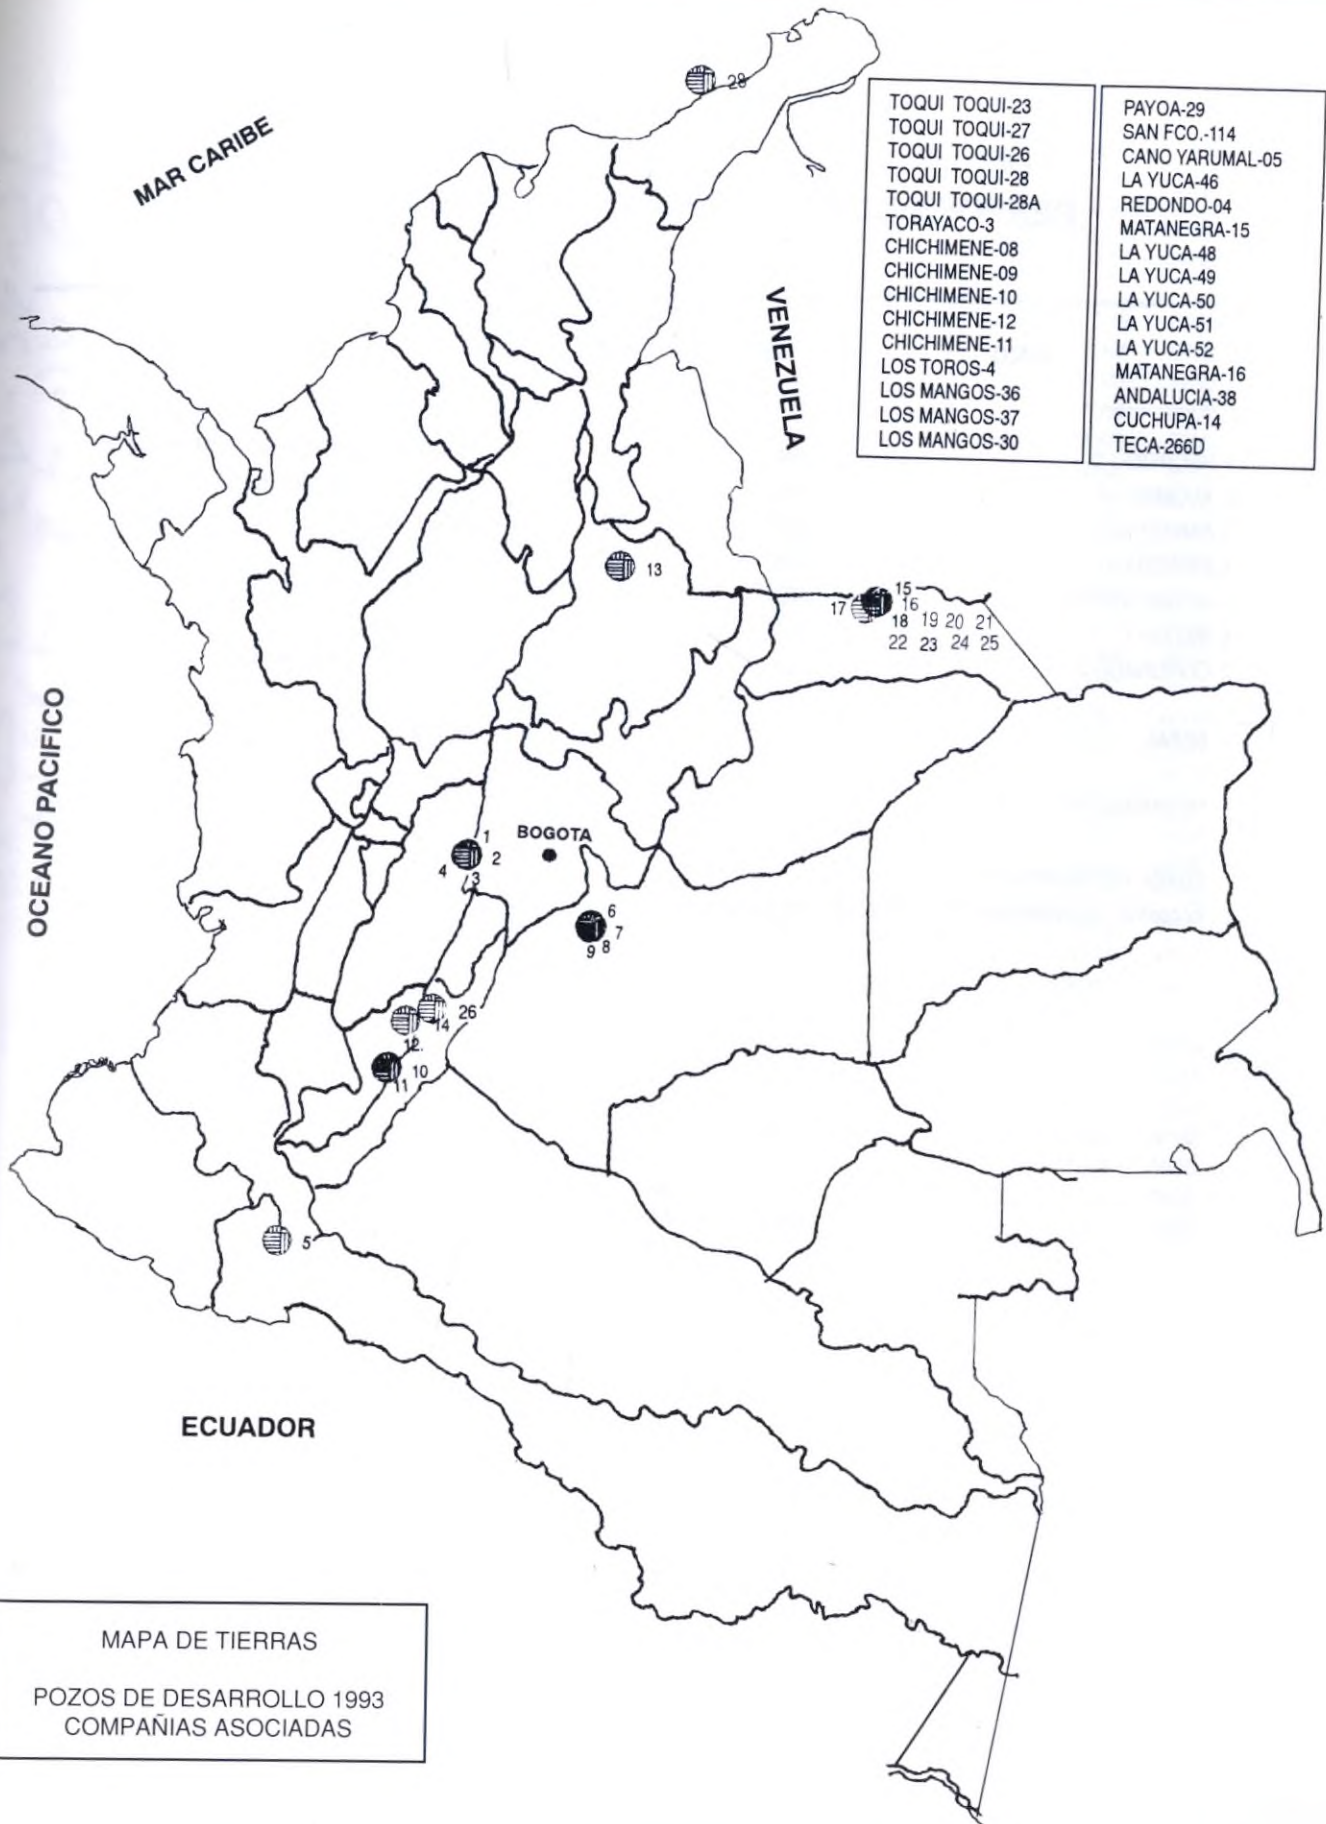 28
MAR CARIBE
TOQUI TOQUI-23
TOQUI TOQUI-27
TOQUI TOQUI-26
TOQUI TOQUI-28
TOQUI TOQUI-28A
TORAYACO-3
CHICHIMENE-08
CHICHIMENE-09
CHICHIMENE-10
CHICHIMENE-12
CHICHIMENE-11
LOS TOROS-4
LOS MANGOS-36
LOS MANGOS-37
LOS MANGOS-30
PAYOA-29
SAN FCO.-114
CANO YARUMAL-05
LA YUCA-46
REDONDO-04
MATANEGRA-15
LA YUCA-48
LA YUCA-49
LA YUCA-50
LA YUCA-51
LA YUCA-52
MATANEGRA-16
ANDALUCIA-38
CUCHUPA-14
TECA-266D
VENEZUELA
13
15
17 16
18 19 20 21
22 23 24 25
OCEANO PACIFICO
1
BOGOTA
4 2
3
6
7
9 8
26
14
12.
10
11
5
ECUADOR
MAPA DE TIERRAS
POZOS DE DESARROLLO 1993
COMPAÑIAS ASOCIADAS